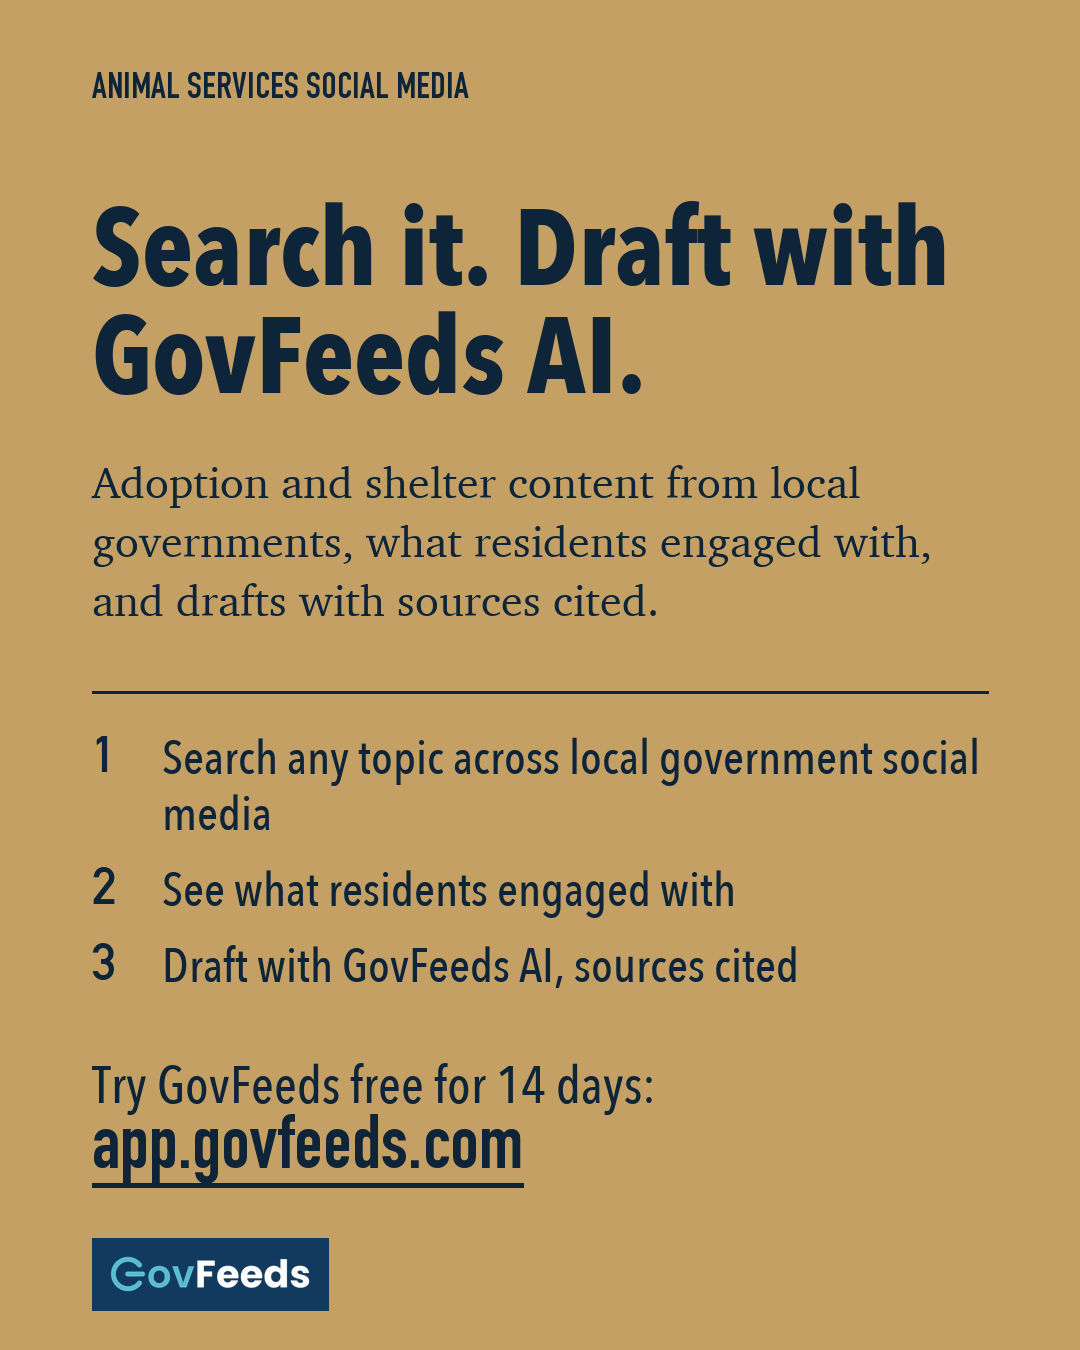 ANIMAL SERVICES SOCIAL MEDIA
Search it. Draft with
GovFeeds AI.
Adoption and shelter content from local
governments, what residents engaged with,
and drafts with sources cited.
1 Search any topic across local government social
media
2 See what residents engaged with
3 Draft with GovFeeds AI, sources cited
Try GovFeeds free for 14 days:
app.govfeeds.com
GovFeeds